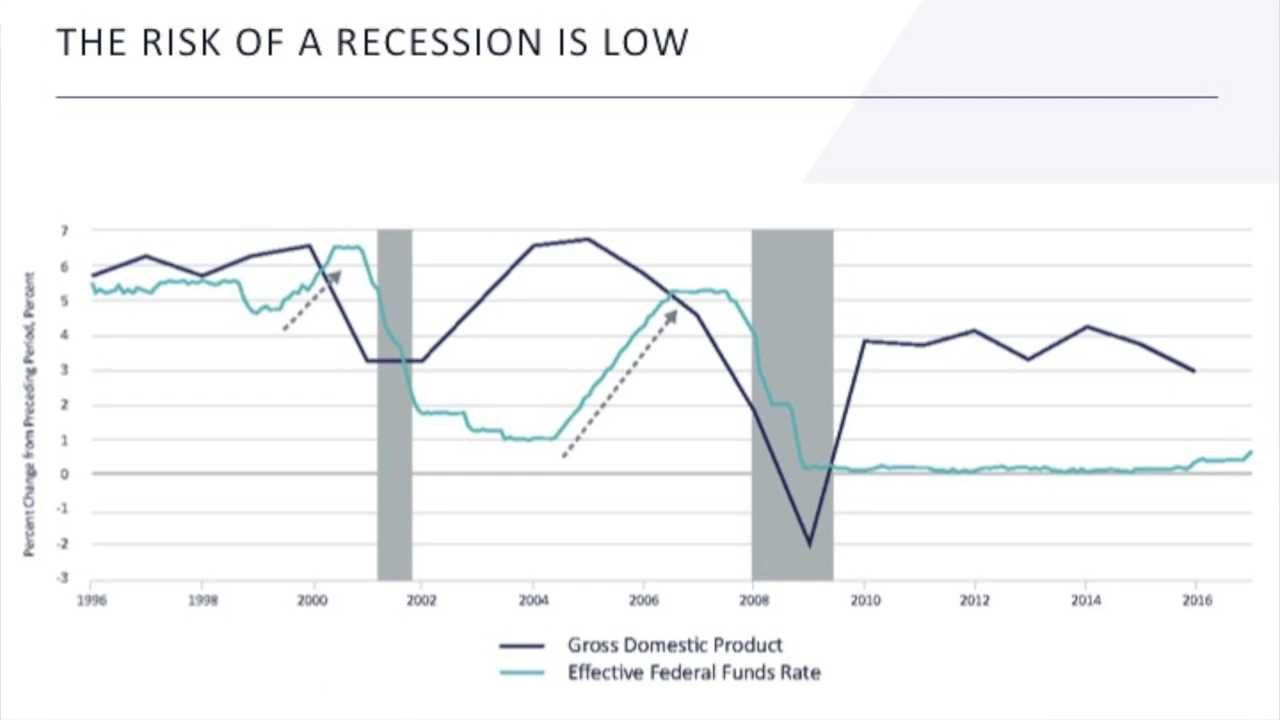 THE RISK OF A RECESSION IS LOW
Percent Change from Preceding Period, Percent
7
6
5
4
3
2
1
0
-1
-2
-3
1996 1998 2000 2002 2004 2006 2008 2010 2012 2014 2016
Gross Domestic Product
Effective Federal Funds Rate